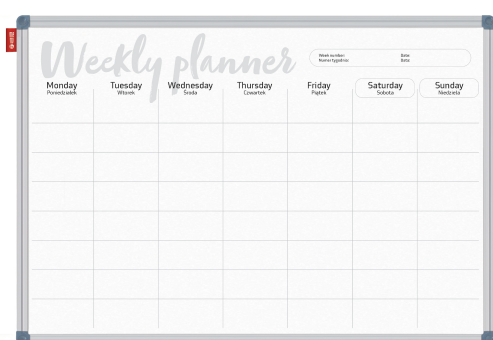 Weekly planner
Week number: Date:
Numer tygodnia: Data:
Monday Tuesday Wednesday Thursday Friday Saturday Sunday
Poniedziałek Wtorek Środa Czwartek Piątek Sobota Niedziela